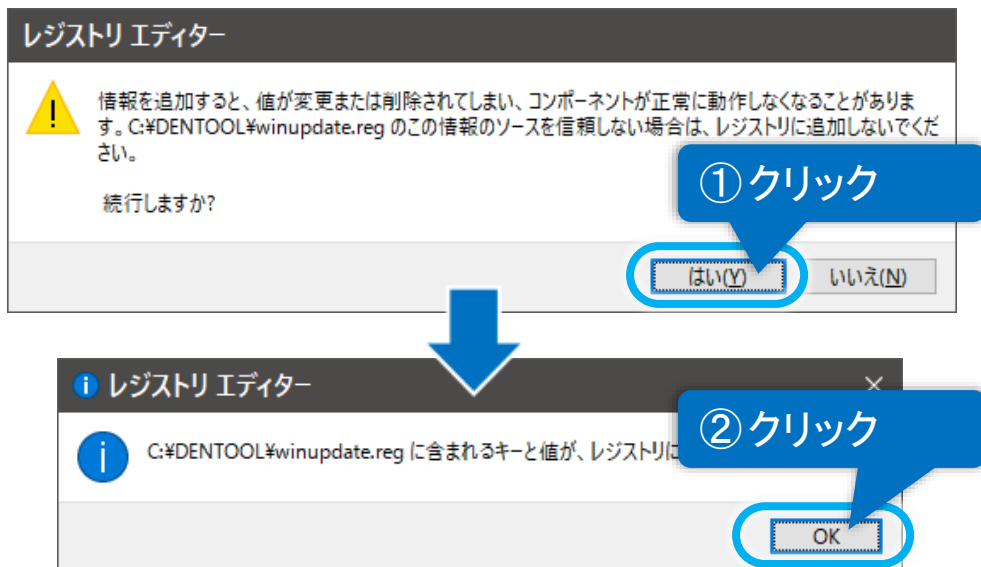 レジストリ エディター
情報を追加すると、値が変更または削除されてしまい、コンポーネントが正常に動作しなくなることがありま
す。C:¥DENTOOL¥winupdate.reg のこの情報のソースを信頼しない場合は、レジストリに追加しないでくだ
さい。
①クリック
続行しますか?
はい(Y)
いいえ(N)
レジストリ エディター
②クリック
C:¥DENTOOL¥winupdate.reg に含まれるキーと値が、レジストリに
OK